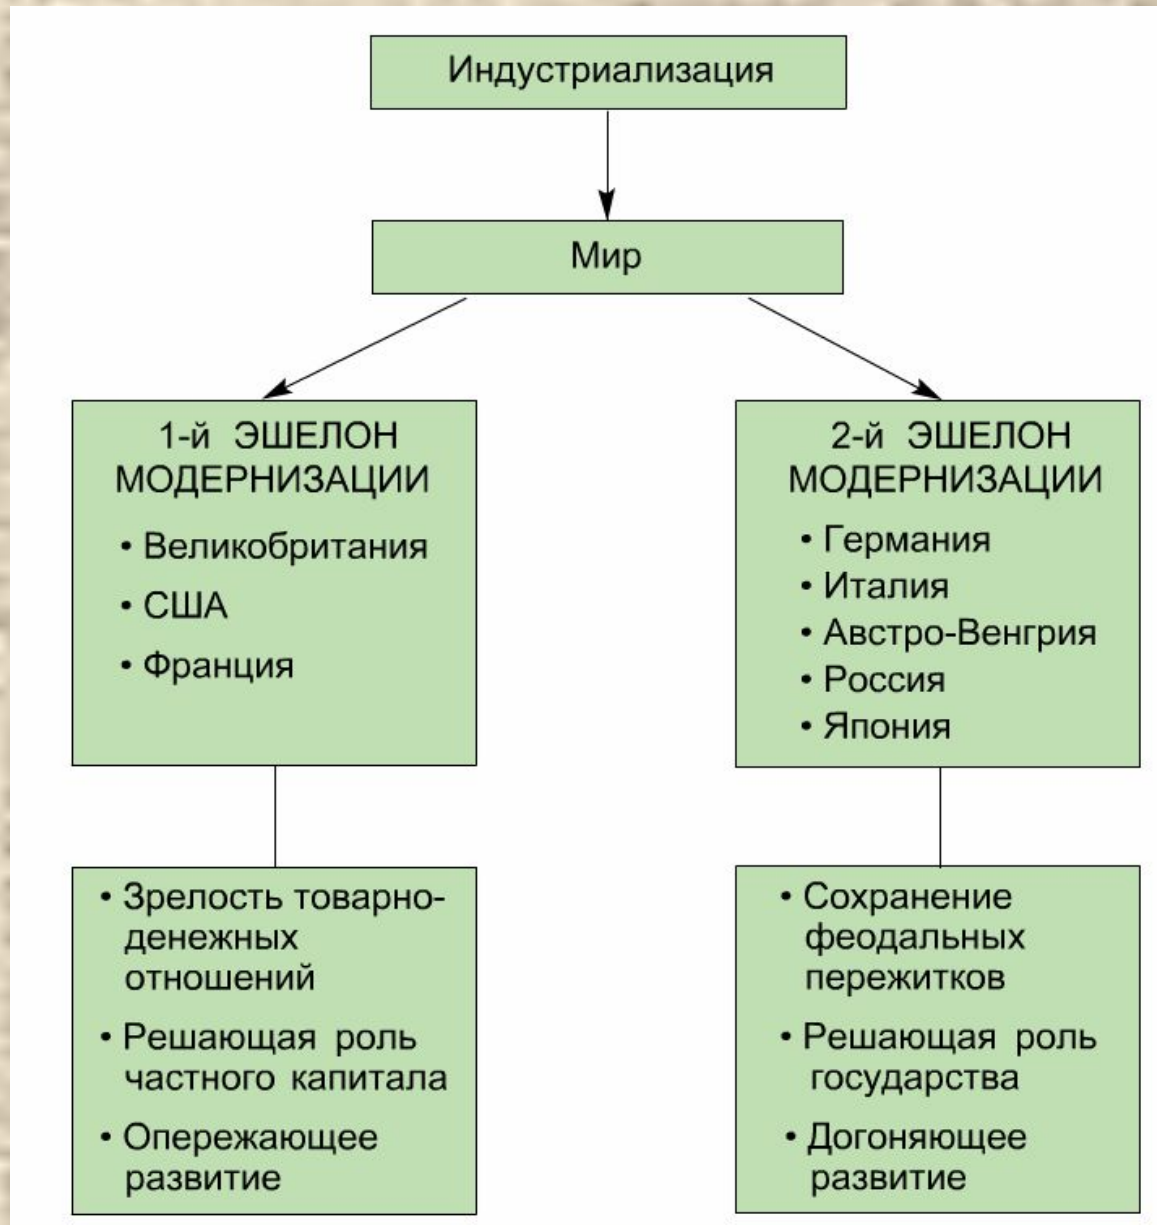 Индустриализация
Мир
1-й ЭШЕЛОН
МОДЕРНИЗАЦИИ
• Великобритания
• США
• Франция
2-й ЭШЕЛОН
МОДЕРНИЗАЦИИ
• Германия
• Италия
• Австро-Венгрия
• Россия
• Япония
• Зрелость товарно-
денежных
отношений
• Решающая роль
частного капитала
• Опережающее
развитие
• Сохранение
феодальных
пережитков
• Решающая роль
государства
• Догоняющее
развитие